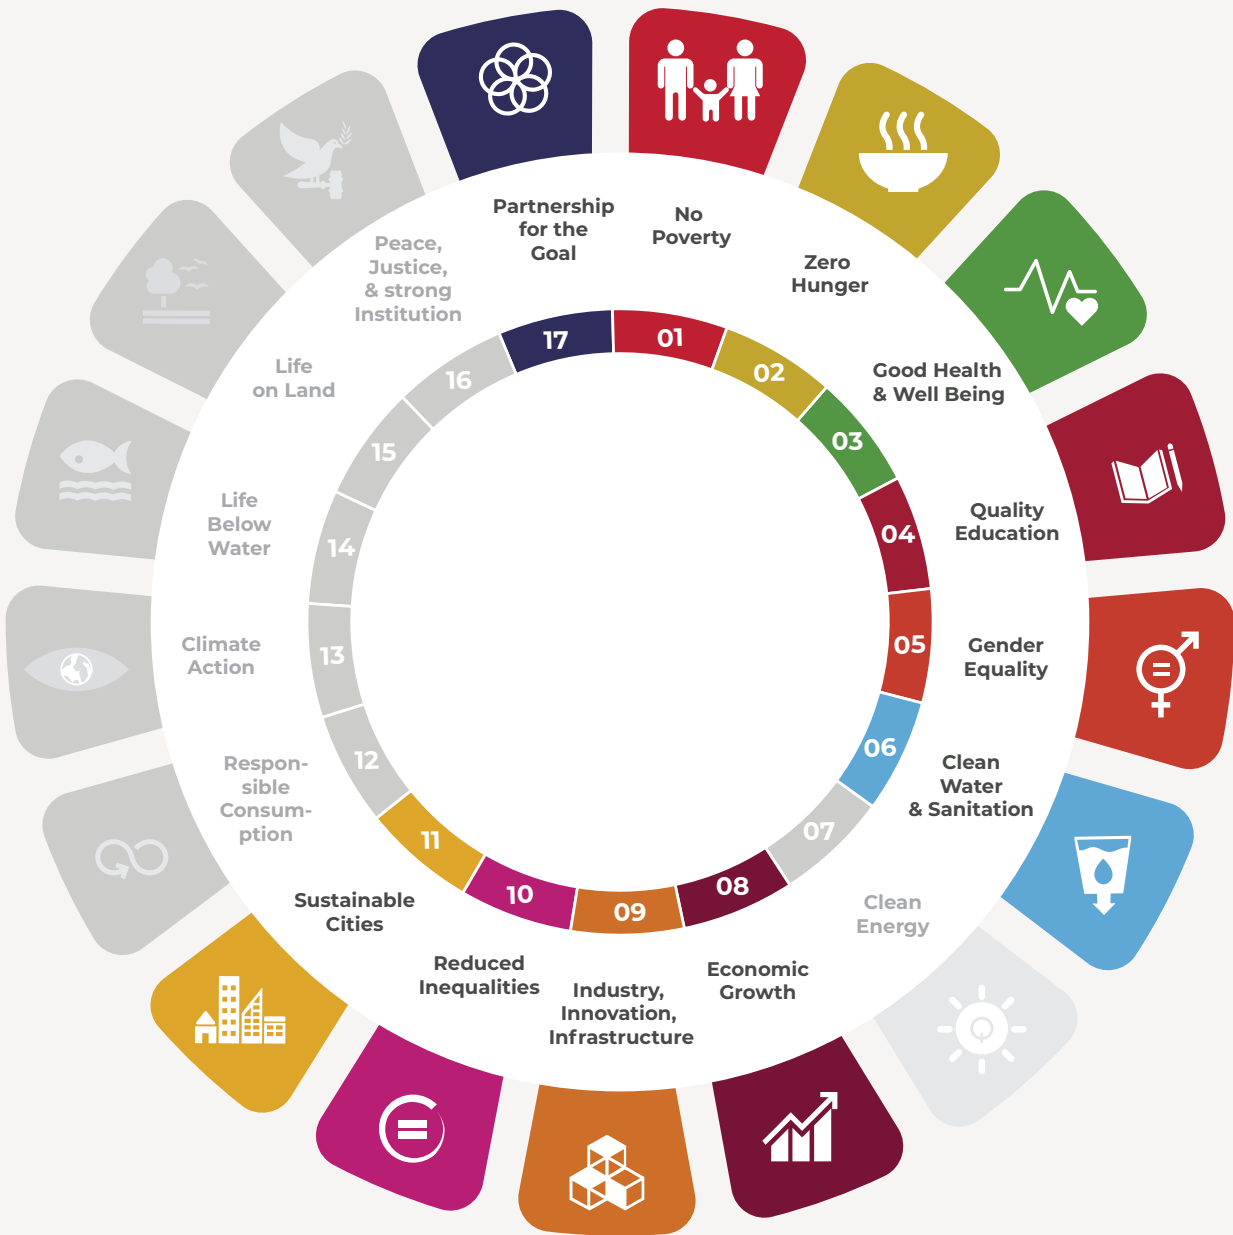 01
No
Poverty
02
Zero
Hunger
03
Good Health
& Well Being
04
Quality
Education
05
Gender
Equality
06
Clean
Water
& Sanitation
07
Clean
Energy
08
Economic
Growth
09
Industry,
Innovation,
Infrastructure
10
Reduced
Inequalities
11
Sustainable
Cities
12
Respon-
sible
Consum-
ption
13
Climate
Action
14
Life
Below
Water
15
Life
on Land
16
Peace,
Justice,
& strong
Institution
17
Partnership
for the
Goal